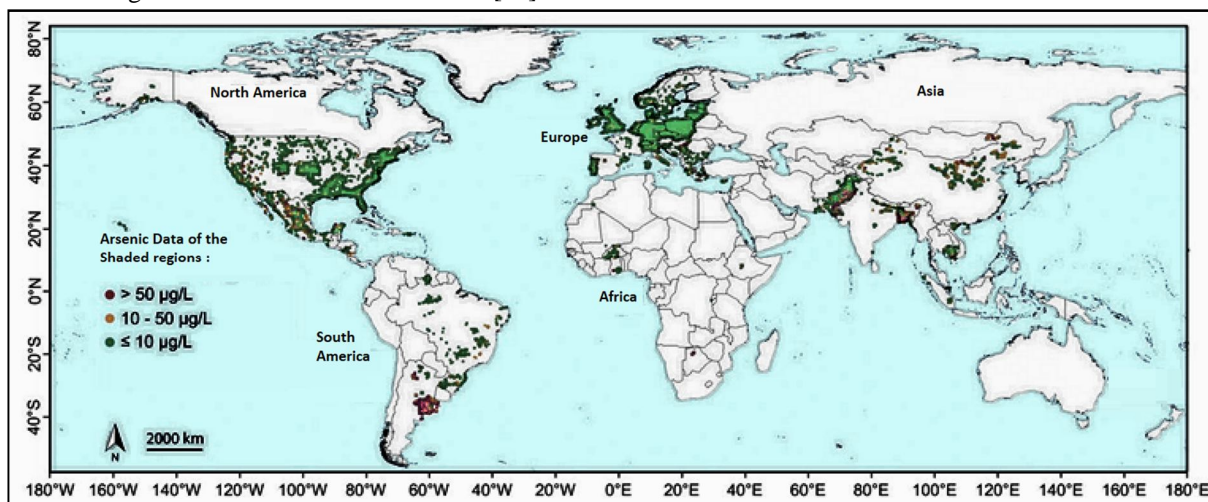 80°N
60°N
40°N
20°N
0°N
20°S
40°S
North America
Europe
Asia
Africa
South
America
Arsenic Data of the
Shaded regions :
> 50 µg/L
10 - 50 µg/L
≤ 10 µg/L
N
2000 km
180°W 160°W 140°W 120°W 100°W 80°W 60°W 40°W 20°W 0°E 20°E 40°E 60°E 80°E 100°E 120°E 140°E 160°E 180°E